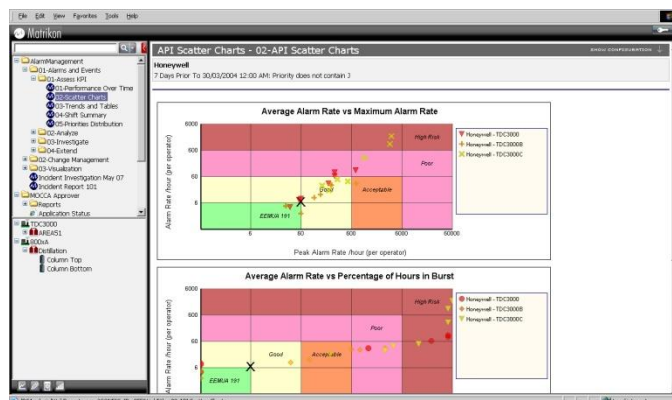 File Edit View Favorites Tools Help
Matrikon
AlarmManagement
01-Alarms and Events
01-Assess KPI
01-Performance Over Time
02-Scatter Charts
03-Trends and Tables
04-Shift Summary
05-Priorities Distribution
02-Analyze
03-Investigate
04-Extend
02-Change Management
03-Visualization
Incident Investigation May 07
Incident Report 101
MOCCA Approver
Reports
Application Status
TDC3000
AREA51
800xA
Distillation
Column Top
Column Bottom
API Scatter Charts - 02-API Scatter Charts
SHOW CONFIGURATION
Honeywell
7 Days Prior To 30/03/2004 12:00 AM: Priority does not contain J
Average Alarm Rate vs Maximum Alarm Rate
Alarm Rate /hour (per operator)
6000
600
60
6
High Risk
Poor
Good
Acceptable
EEMUA 191
6
60
600
6000
60000
Peak Alarm Rate /hour (per operator)
Honeywell - TDC3000
Honeywell - TDC3000B
Honeywell - TDC3000C
Average Alarm Rate vs Percentage of Hours in Burst
Alarm Rate /hour (per operator)
6000
600
60
6
High Risk
Poor
Good
Acceptable
EEMUA 191
Honeywell - TDC3000
Honeywell - TDC3000B
Honeywell - TDC3000C